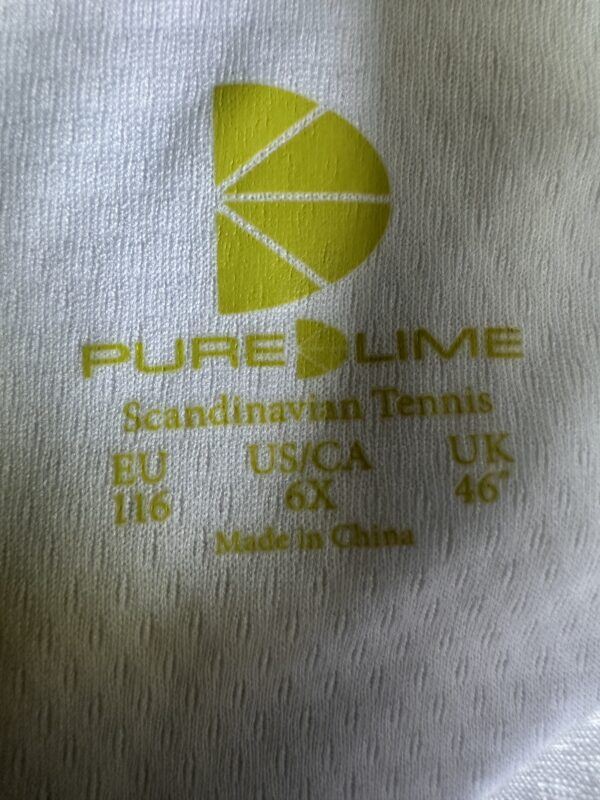 PURE LIME
Scandinavian Tennis
EU US/CA UK
116 6X 46"
Made in China